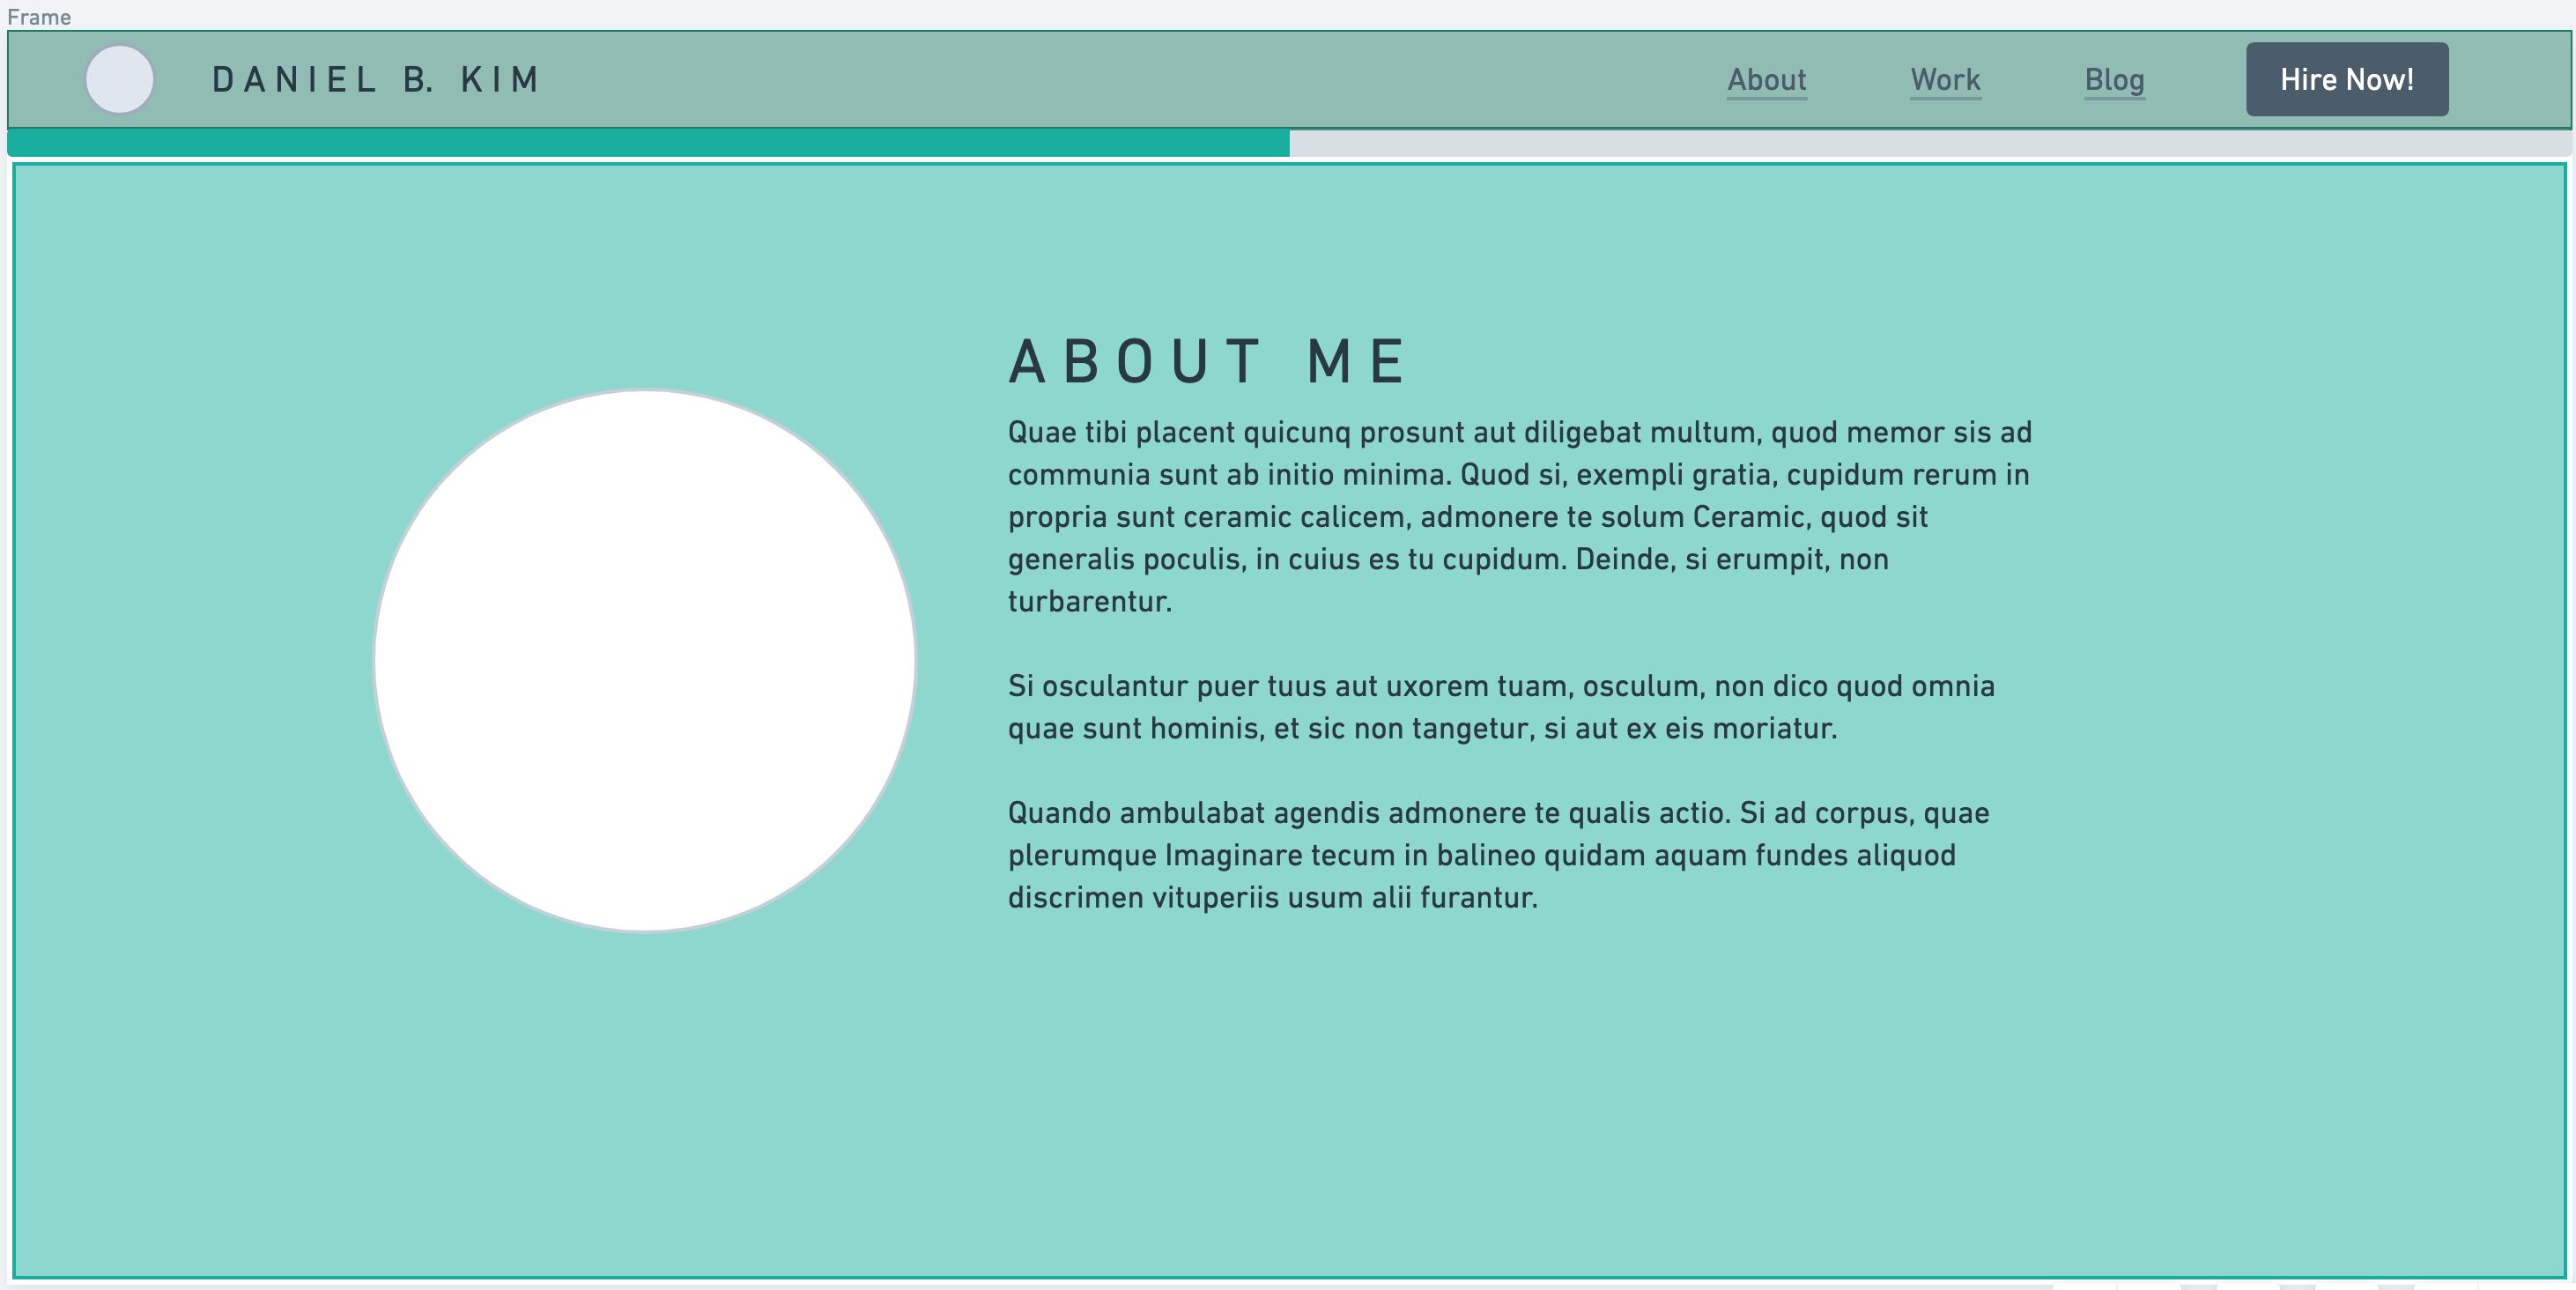 Frame
DANIEL B. KIM
About
Work
Blog
Hire Now!
ABOUT ME
Quae tibi placent quicunq prosunt aut diligebat multum, quod memor sis ad
communia sunt ab initio minima. Quod si, exempli gratia, cupidum rerum in
propria sunt ceramic calicem, admonere te solum Ceramic, quod sit
generalis poculis, in cuius es tu cupidum. Deinde, si erumpit, non
turbarentur.
Si osculantur puer tuus aut uxorem tuam, osculum, non dico quod omnia
quae sunt hominis, et sic non tangetur, si aut ex eis moriatur.
Quando ambulabat agendis admonere te qualis actio. Si ad corpus, quae
plerumque Imaginare tecum in balineo quidam aquam fundes aliquod
discrimen vituperiis usum alii furantur.